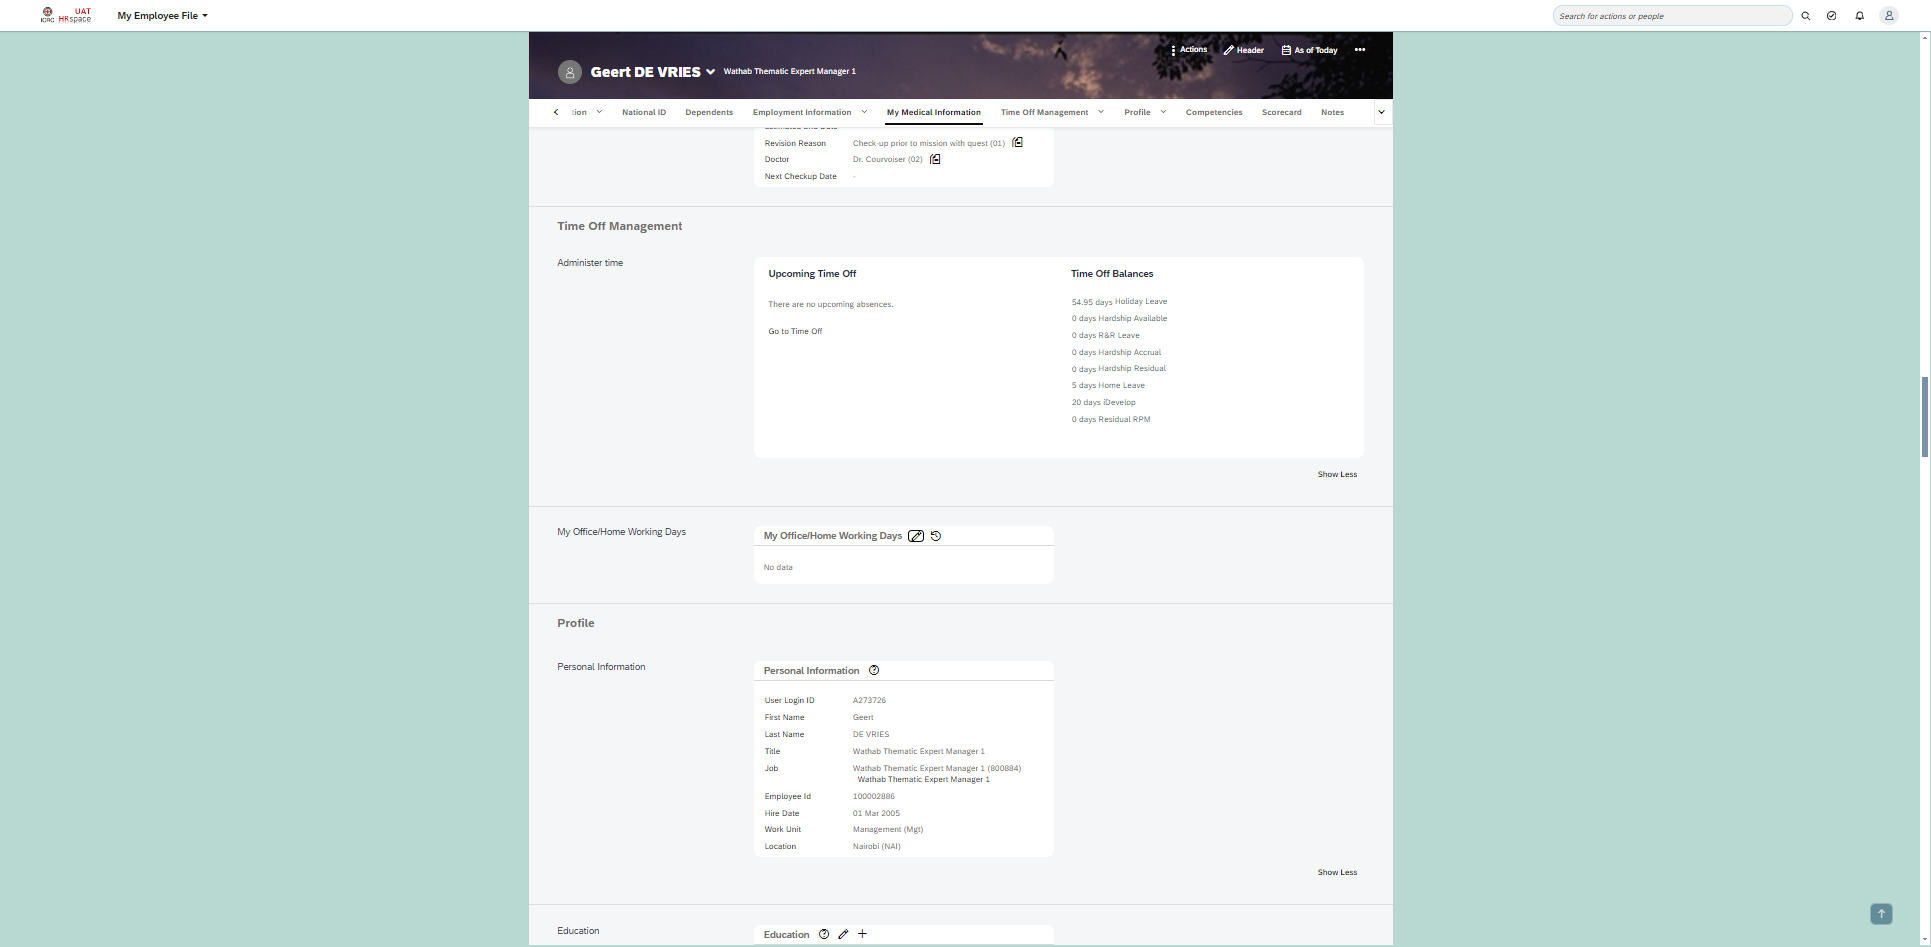 ICRC
UAT
HRspace
My Employee File
Search for actions or people
Actions
Header
As of Today
Geert DE VRIES
Wathab Thematic Expert Manager 1
tion
National ID
Dependents
Employment Information
My Medical Information
Time Off Management
Profile
Competencies
Scorecard
Notes
Revision Reason
Check-up prior to mission with quest (01)
Doctor
Dr. Courvoiser (02)
Next Checkup Date
-
Time Off Management
Administer time
Upcoming Time Off
There are no upcoming absences.
Go to Time Off
Time Off Balances
54.95 days Holiday Leave
0 days Hardship Available
0 days R&R Leave
0 days Hardship Accrual
0 days Hardship Residual
5 days Home Leave
20 days iDevelop
0 days Residual RPM
Show Less
My Office/Home Working Days
My Office/Home Working Days
No data
Profile
Personal Information
Personal Information
User Login ID
A273726
First Name
Geert
Last Name
DE VRIES
Title
Wathab Thematic Expert Manager 1
Job
Wathab Thematic Expert Manager 1 (800884)
Wathab Thematic Expert Manager 1
Employee Id
100002886
Hire Date
01 Mar 2005
Work Unit
Management (Mgt)
Location
Nairobi (NAI)
Show Less
Education
Education